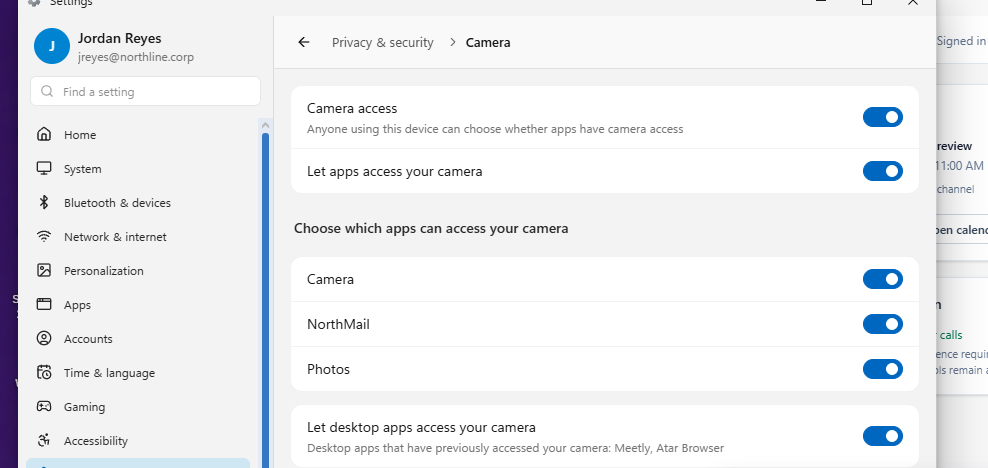 Settings
Jordan Reyes
J
jreyes@northline.corp
Find a setting
Home
System
Bluetooth & devices
Network & internet
Personalization
Apps
Accounts
Time & language
Gaming
Accessibility
Privacy & security > Camera
Camera access
Anyone using this device can choose whether apps have camera access
Let apps access your camera
Choose which apps can access your camera
Camera
NorthMail
Photos
Let desktop apps access your camera
Desktop apps that have previously accessed your camera: Meetly, Atar Browser
Signed in
review
11:00 AM
channel
calls
remain